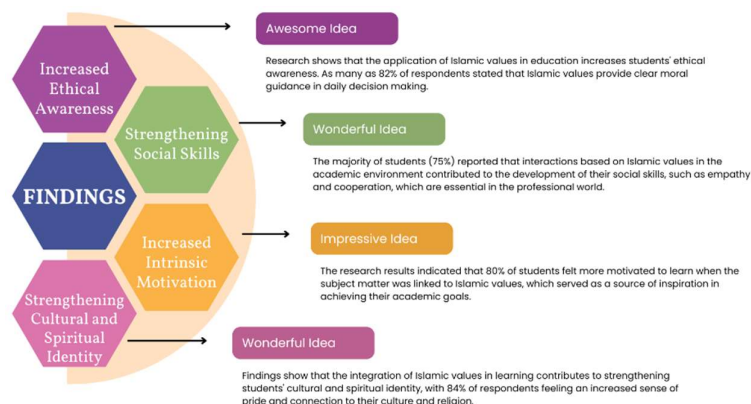 Increased
Ethical
Awareness
Awesome Idea
Research shows that the application of Islamic values in education increases students' ethical
awareness. As many as 82% of respondents stated that Islamic values provide clear moral
guidance in daily decision making.
Strengthening
Social Skills
Wonderful Idea
The majority of students (75%) reported that interactions based on Islamic values in the
academic environment contributed to the development of their social skills, such as empathy
and cooperation, which are essential in the professional world.
FINDINGS
Increased
Intrinsic
Motivation
Impressive Idea
The research results indicated that 80% of students felt more motivated to learn when the
subject matter was linked to Islamic values, which served as a source of inspiration in
achieving their academic goals.
Strengthening
Cultural and
Spiritual
Identity
Wonderful Idea
Findings show that the integration of Islamic values in learning contributes to strengthening
students' cultural and spiritual identity, with 84% of respondents feeling an increased sense of
pride and connection to their culture and religion.